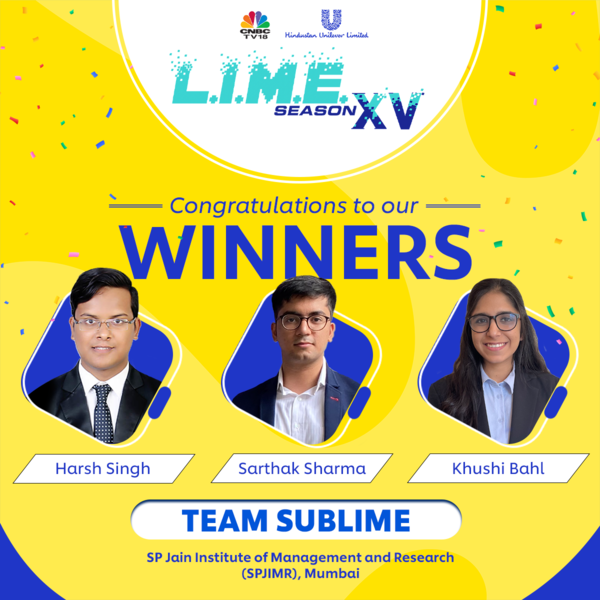 CNBC
TV18
Hindustan Unilever Limited
L.I.M.E.
SEASON XV
Congratulations to our
WINNERS
Harsh Singh
Sarthak Sharma
Khushi Bahl
TEAM SUBLIME
SP Jain Institute of Management and Research
(SPJIMR), Mumbai